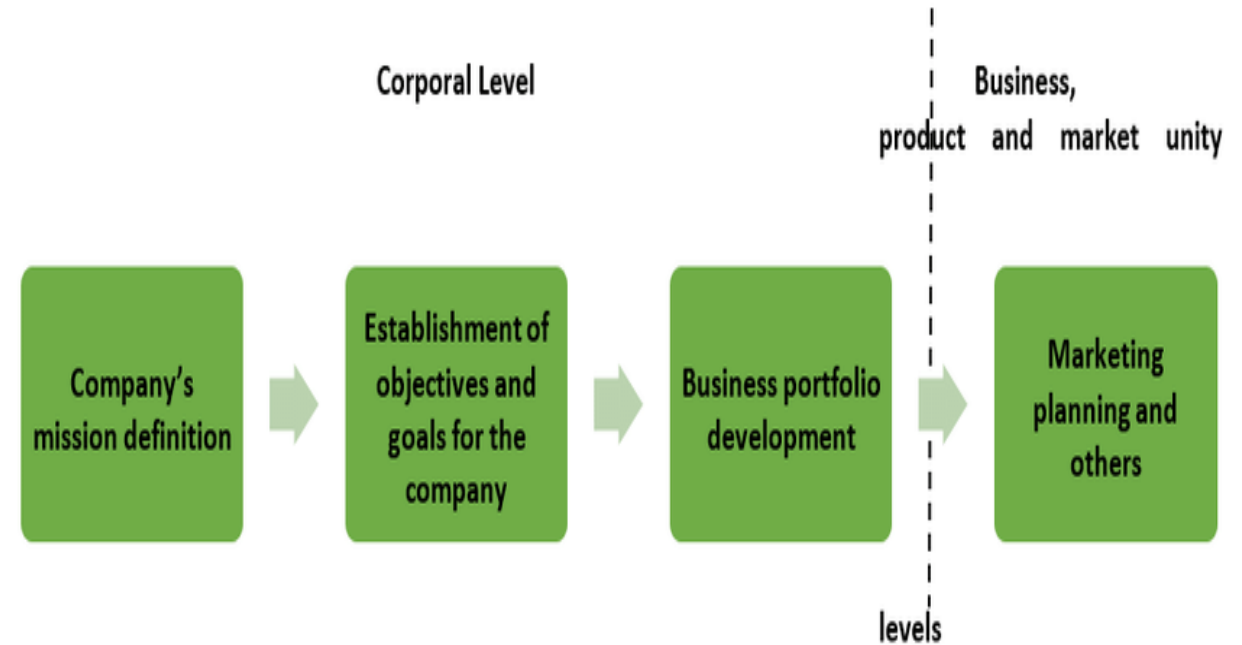 Corporal Level
Business,
product and market unity
levels
Company’s
mission definition
Establishment of
objectives and
goals for the
company
Business portfolio
development
Marketing
planning and
others